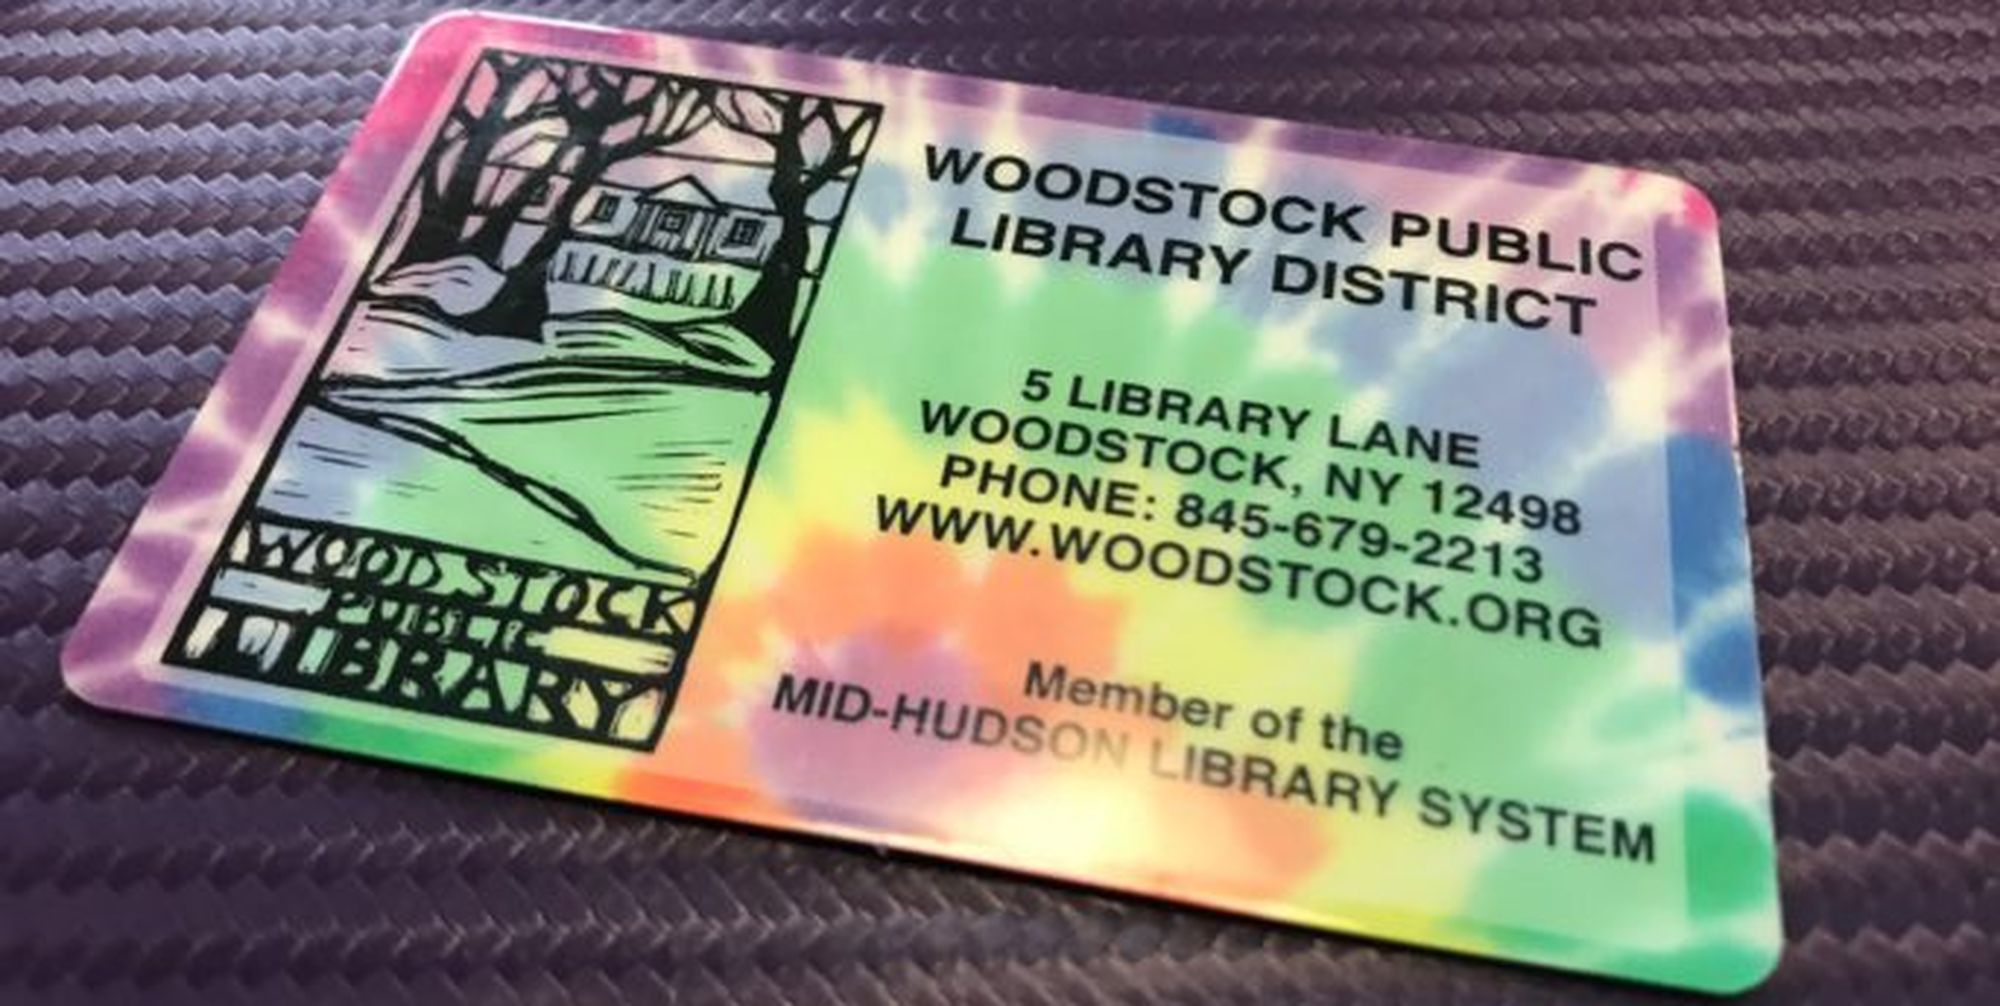 WOODSTOCK
PUBLIC
LIBRARY
WOODSTOCK PUBLIC
LIBRARY DISTRICT
5 LIBRARY LANE
WOODSTOCK, NY 12498
PHONE: 845-679-2213
WWW.WOODSTOCK.ORG
Member of the
MID-HUDSON LIBRARY SYSTEM